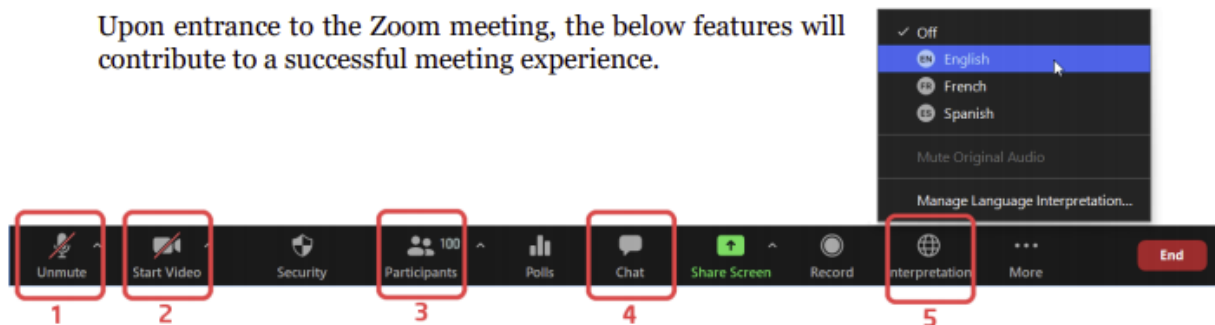 Upon entrance to the Zoom meeting, the below features will
contribute to a successful meeting experience.
Off
EN English
FR French
ES Spanish
Mute Original Audio
Manage Language Interpretation...
Unmute
Start Video
Security
Participants
100
Polls
Chat
Share Screen
Record
Interpretation
More
End
1
2
3
4
5